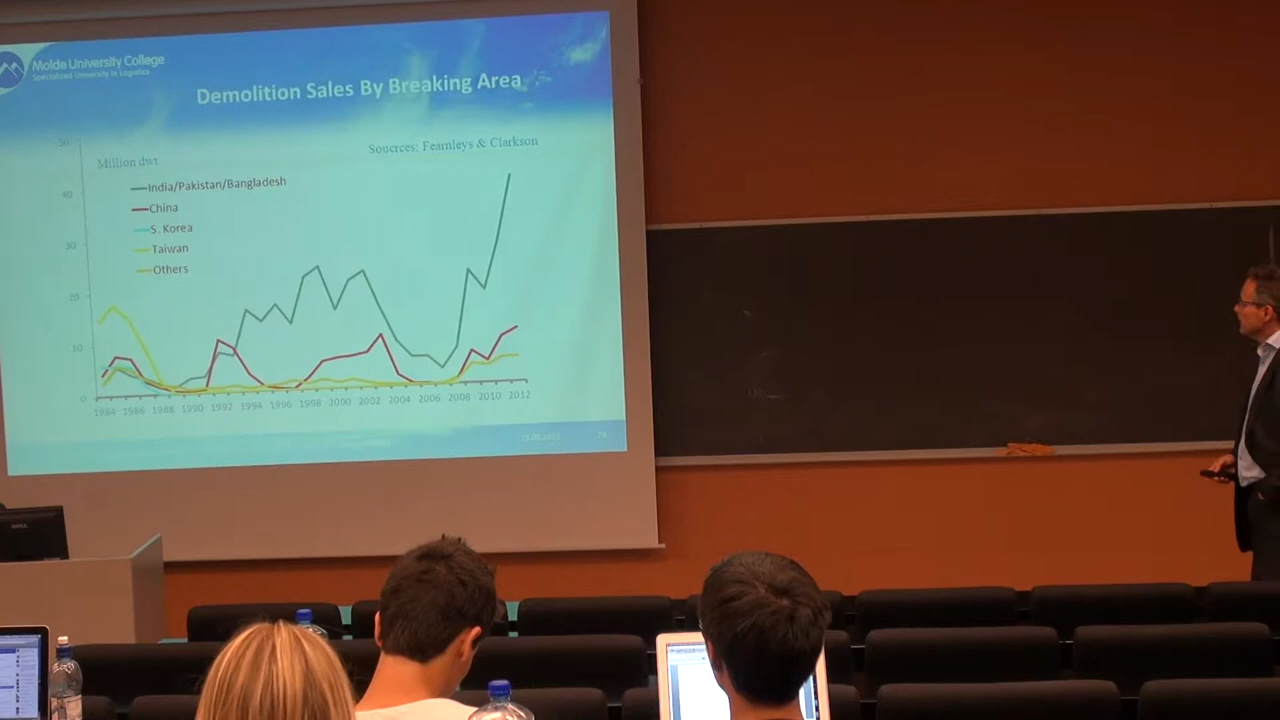 Molde University College
Specialized University in Logistics
Demolition Sales By Breaking Area
Soucrces: Fearnleys & Clarkson
Million dwt
India/Pakistan/Bangladesh
China
S. Korea
Taiwan
Others
50
40
30
20
10
0
1984 1986 1988 1990 1992 1994 1996 1998 2000 2002 2004 2006 2008 2010 2012
DELL